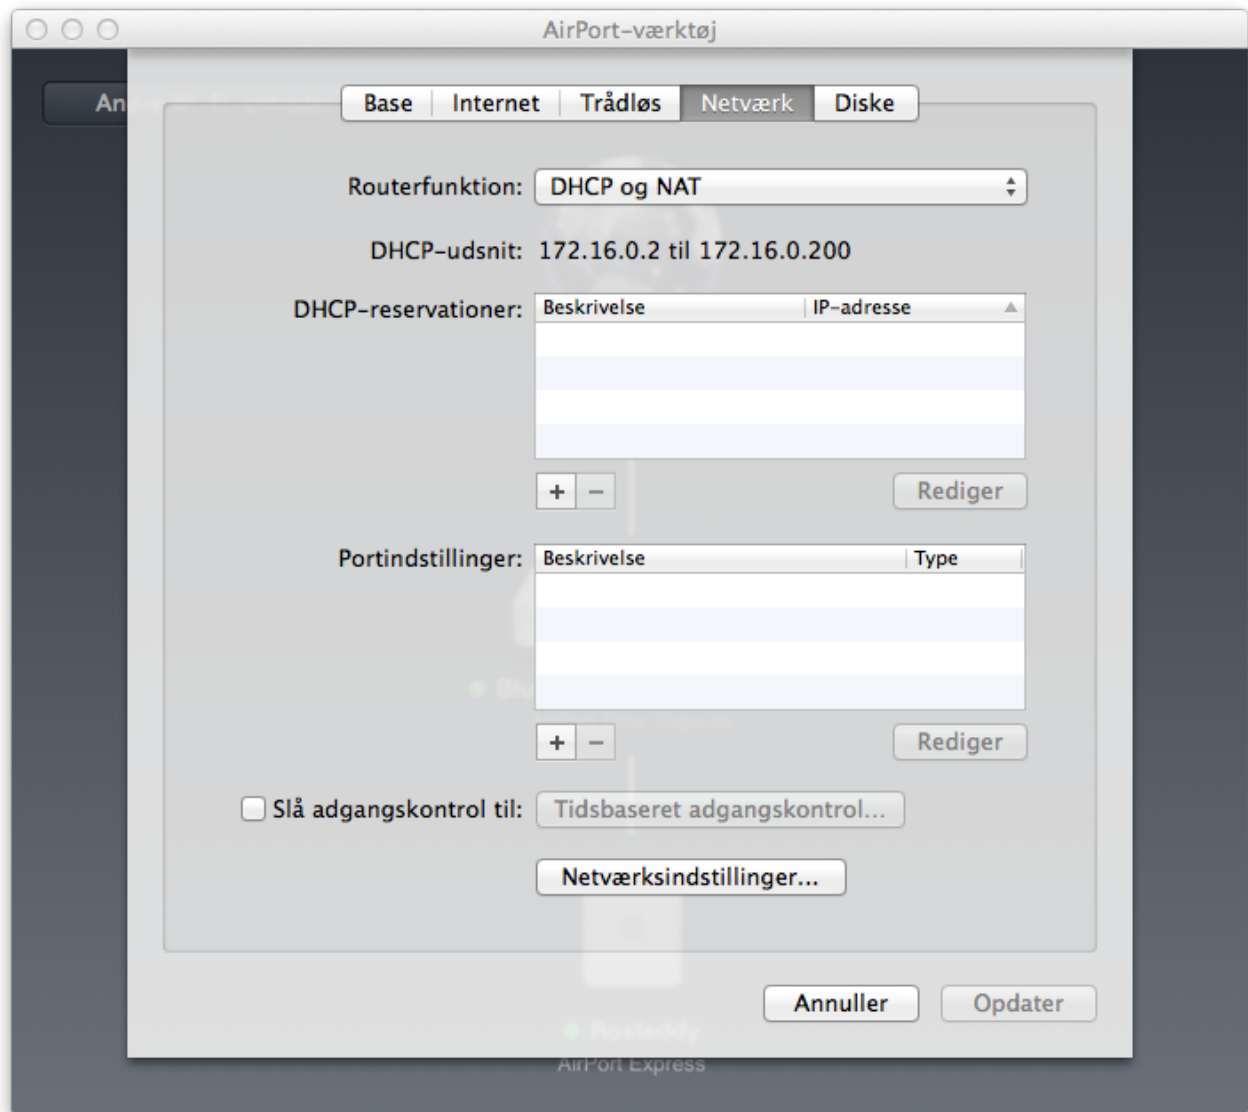 AirPort-værktøj
Base Internet Trådløs Netværk Diske
Routerfunktion: DHCP og NAT
DHCP-udsnit: 172.16.0.2 til 172.16.0.200
DHCP-reservationer: Beskrivelse IP-adresse
+ − Rediger
Portindstillinger: Beskrivelse Type
+ − Rediger
Slå adgangskontrol til: Tidsbaseret adgangskontrol...
Netværksindstillinger...
Annuller Opdater
AirPort Express